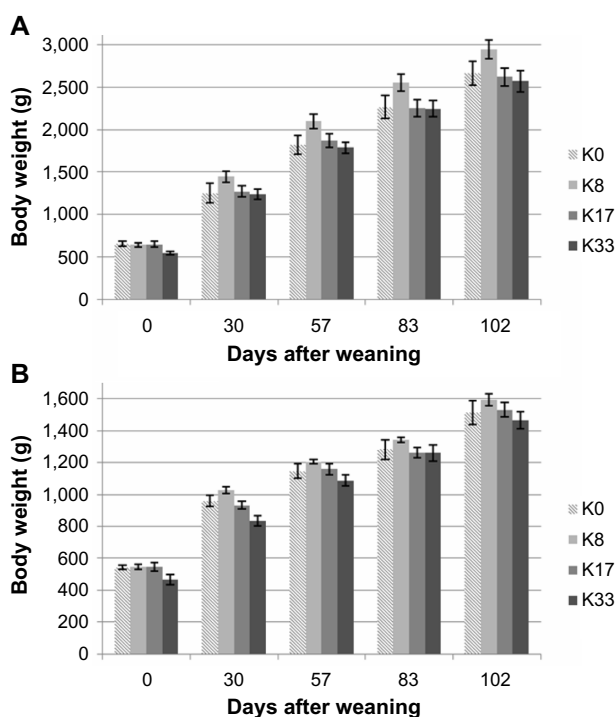 A
Body weight (g)
3,000
2,500
2,000
1,500
1,000
500
0
0 30 57 83 102
Days after weaning
K0
K8
K17
K33
B
Body weight (g)
1,600
1,400
1,200
1,000
800
600
400
200
0
0 30 57 83 102
Days after weaning
K0
K8
K17
K33